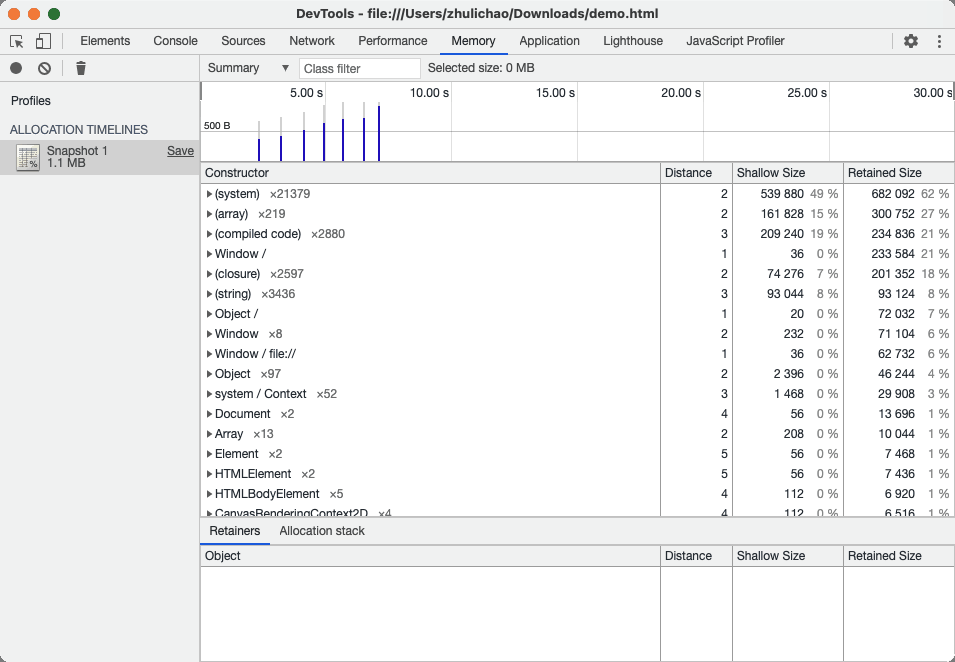 DevTools - file:///Users/zhulichao/Downloads/demo.html
Elements Console Sources Network Performance Memory Application Lighthouse JavaScript Profiler
Summary ▼ Class filter Selected size: 0 MB
Profiles
ALLOCATION TIMELINES
Snapshot 1 Save
1.1 MB
5.00 s 10.00 s 15.00 s 20.00 s 25.00 s 30.00 s
500 B
Constructor Distance Shallow Size Retained Size
(system) ×21379 2 539 880 49 % 682 092 62 %
(array) ×219 2 161 828 15 % 300 752 27 %
(compiled code) ×2880 3 209 240 19 % 234 836 21 %
Window / 1 36 0 % 233 584 21 %
(closure) ×2597 2 74 276 7 % 201 352 18 %
(string) ×3436 3 93 044 8 % 93 124 8 %
Object / 1 20 0 % 72 032 7 %
Window ×8 2 232 0 % 71 104 6 %
Window / file:// 1 36 0 % 62 732 6 %
Object ×97 2 2 396 0 % 46 244 4 %
system / Context ×52 3 1 468 0 % 29 908 3 %
Document ×2 4 56 0 % 13 696 1 %
Array ×13 2 208 0 % 10 044 1 %
Element ×2 5 56 0 % 7 468 1 %
HTMLElement ×2 5 56 0 % 7 436 1 %
HTMLBodyElement ×5 4 112 0 % 6 920 1 %
CanvasRenderingContext2D ×4 4 112 0 % 6 516 1 %
Retainers Allocation stack
Object Distance Shallow Size Retained Size